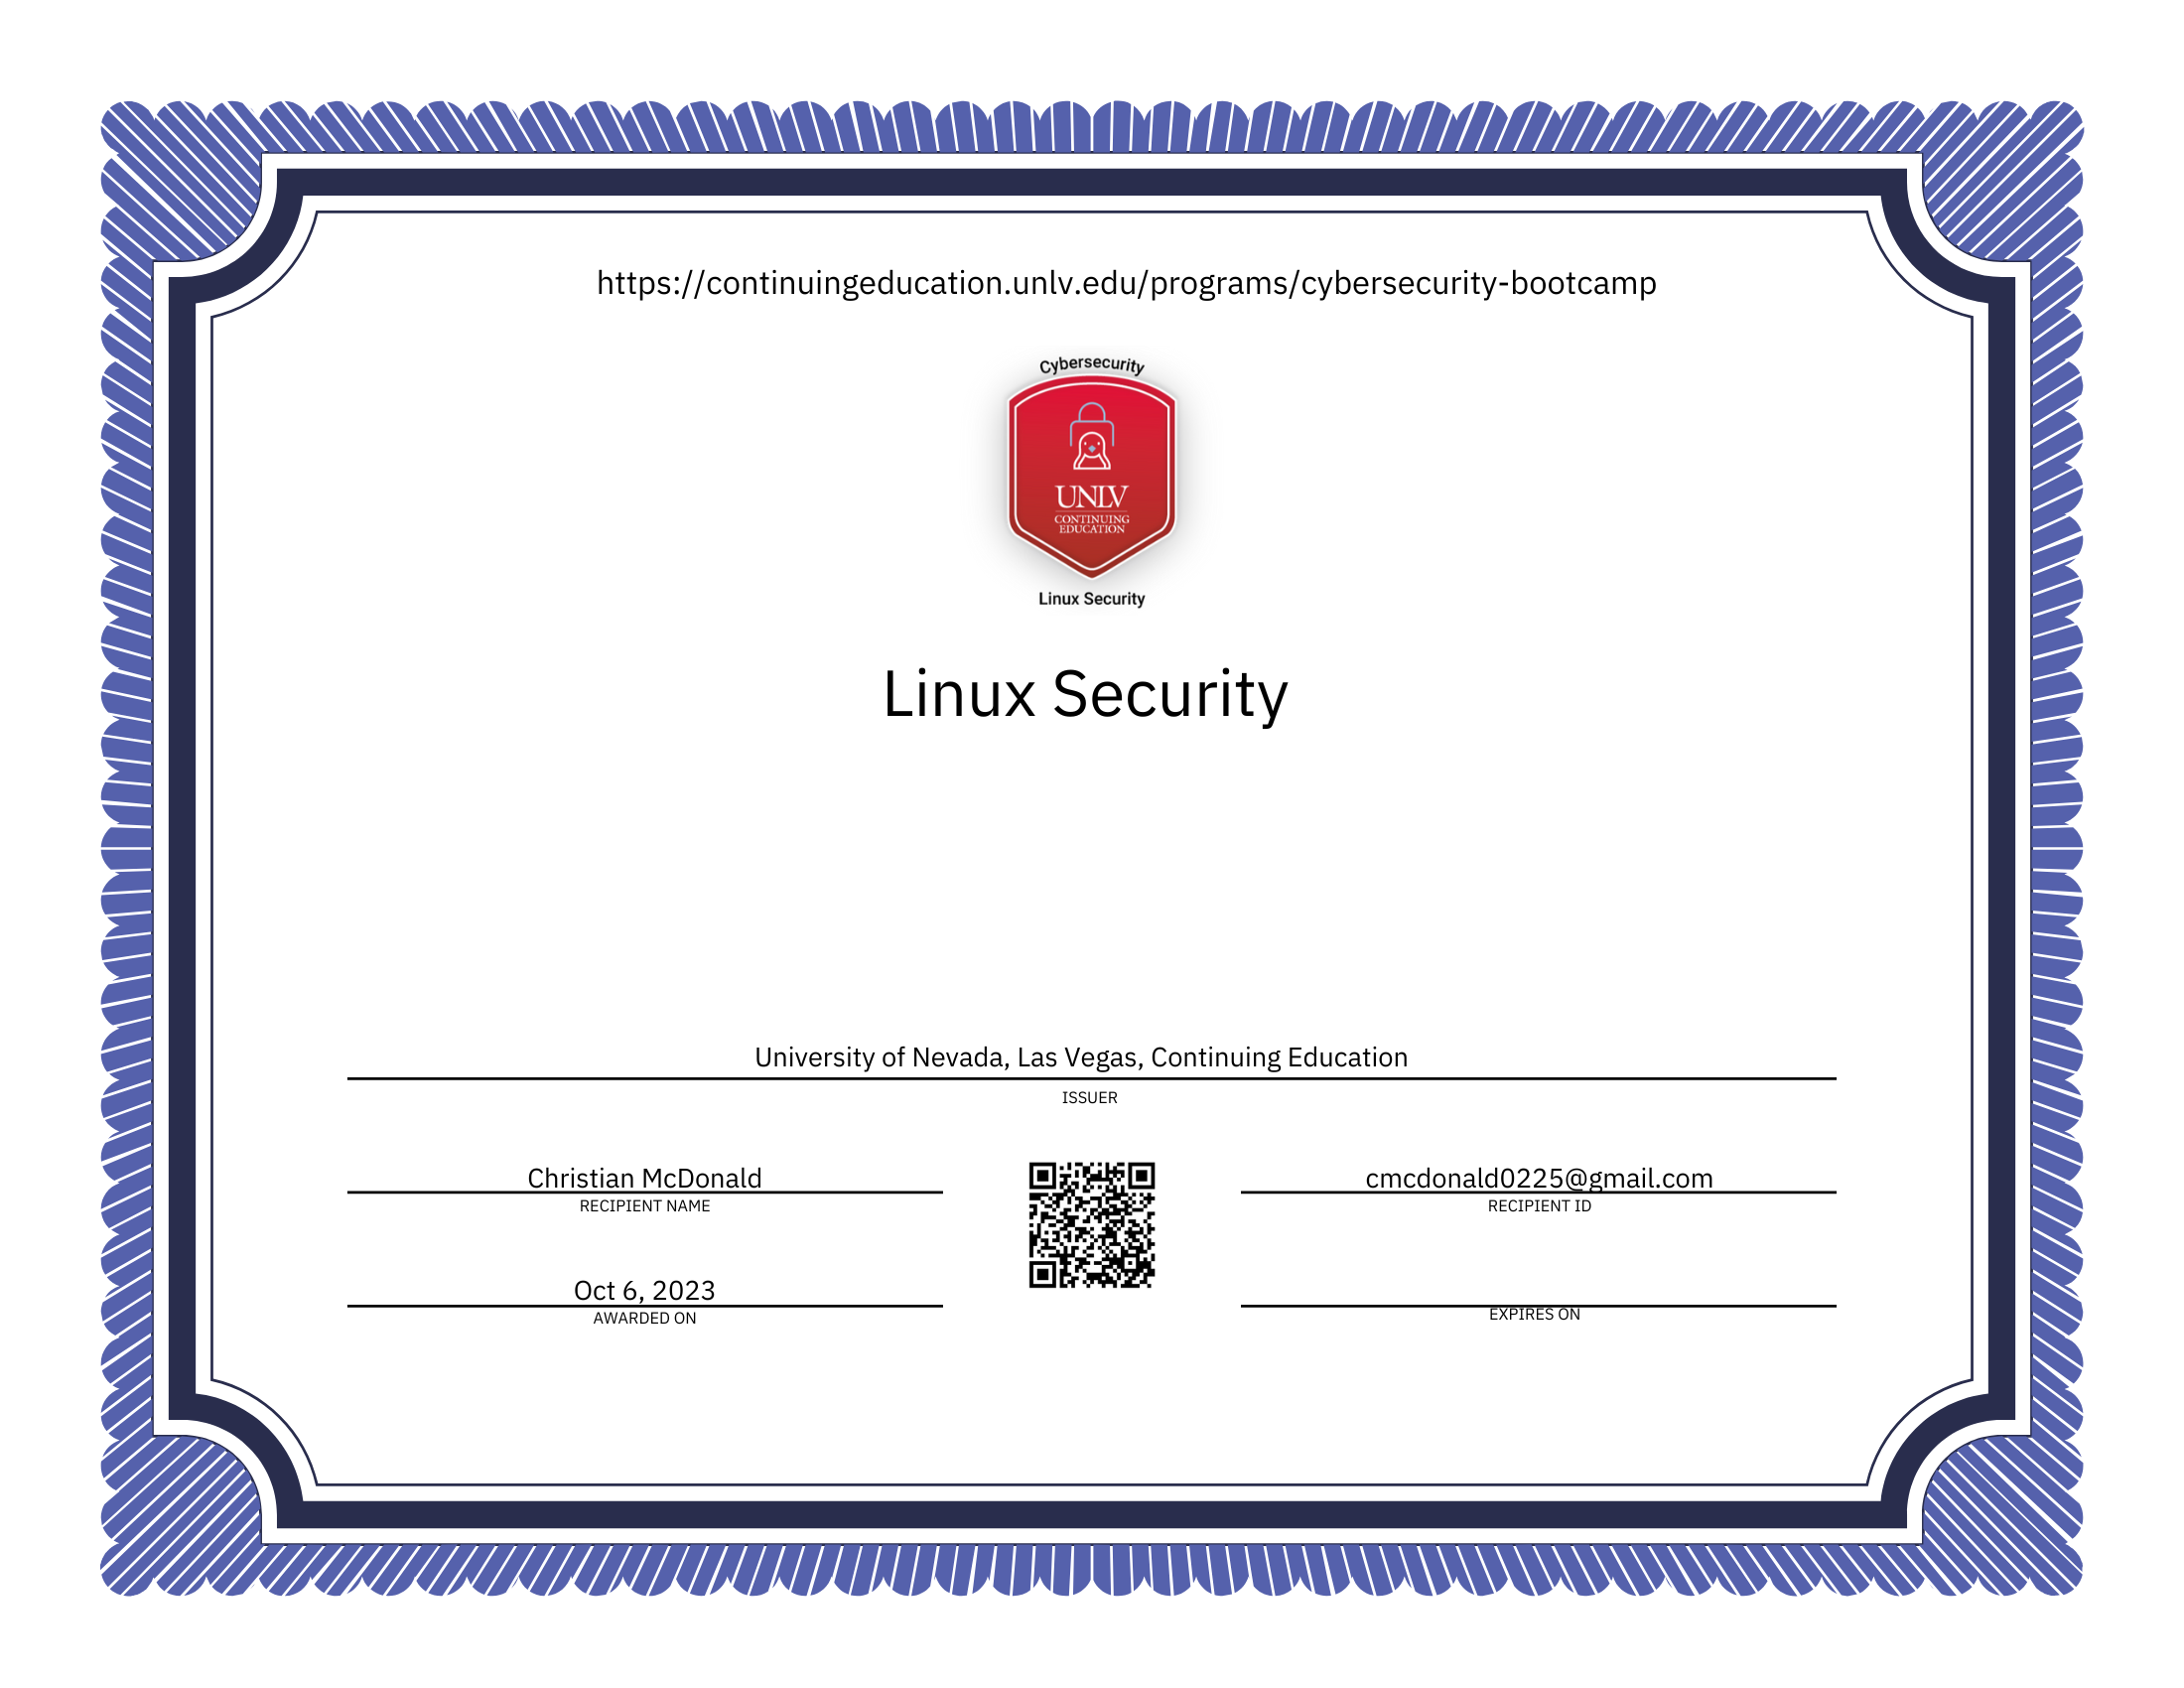 https://continuingeducation.unlv.edu/programs/cybersecurity-bootcamp
Cybersecurity
UNLV
CONTINUING
EDUCATION
Linux Security
Linux Security
University of Nevada, Las Vegas, Continuing Education
ISSUER
Christian McDonald
RECIPIENT NAME
cmcdonald0225@gmail.com
RECIPIENT ID
Oct 6, 2023
AWARDED ON
EXPIRES ON